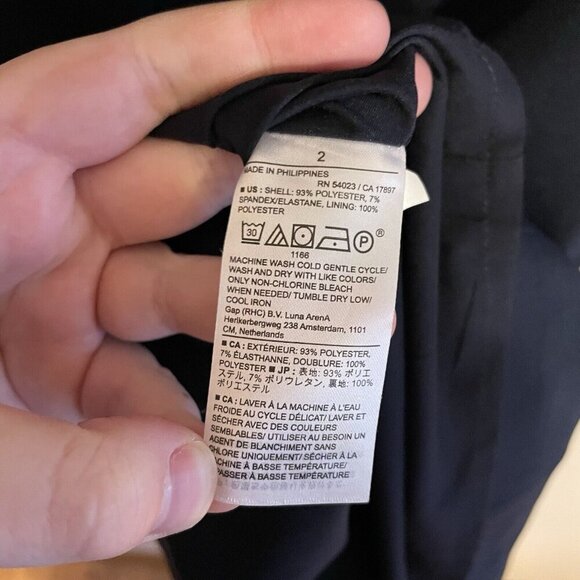 2
MADE IN PHILIPPINES
RN 54023 / CA 17897
■ US : SHELL: 93% POLYESTER, 7%
SPANDEX/ELASTANE, LINING: 100%
POLYESTER
30 P ®
1166
MACHINE WASH COLD GENTLE CYCLE/
WASH AND DRY WITH LIKE COLORS/
ONLY NON-CHLORINE BLEACH
WHEN NEEDED/ TUMBLE DRY LOW/
COOL IRON
Gap (RHC) B.V. Luna ArenA
Herikerbergweg 238 Amsterdam, 1101
CM, Netherlands
■ CA : EXTÉRIEUR: 93% POLYESTER,
7% ÉLASTHANNE, DOUBLURE: 100%
POLYESTER ■ JP : 表地: 93% ポリエ
ステル, 7% ポリウレタン, 裏地: 100%
ポリエステル
■ CA : LAVER À LA MACHINE À L'EAU
FROIDE AU CYCLE DÉLICAT/ LAVER ET
SÉCHER AVEC DES COULEURS
SEMBLABLES/ UTILISER AU BESOIN UN
AGENT DE BLANCHIMENT SANS
CHLORE UNIQUEMENT/ SÉCHER À LA
MACHINE À BASSE TEMPÉRATURE/
REPASSER À BASSE TEMPÉRATURE